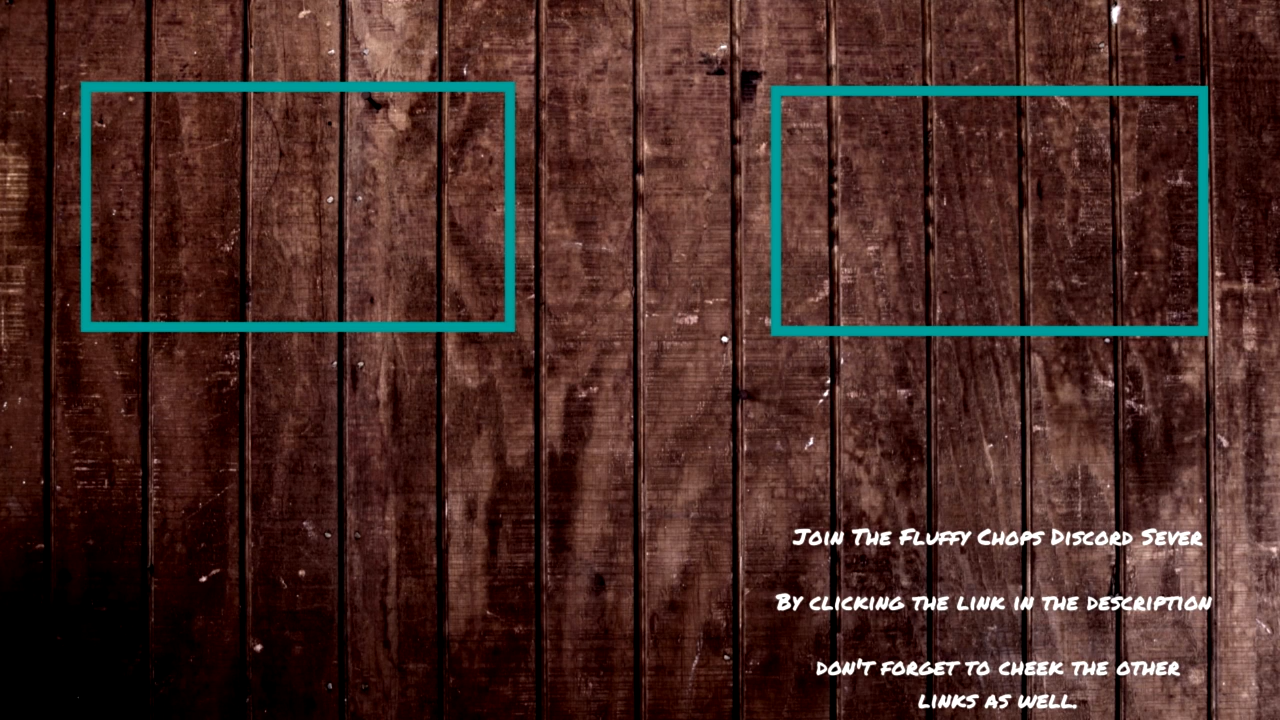 Join The Fluffy Chops Discord Sever
By clicking the link in the description
don't forget to cheek the other
links as well.